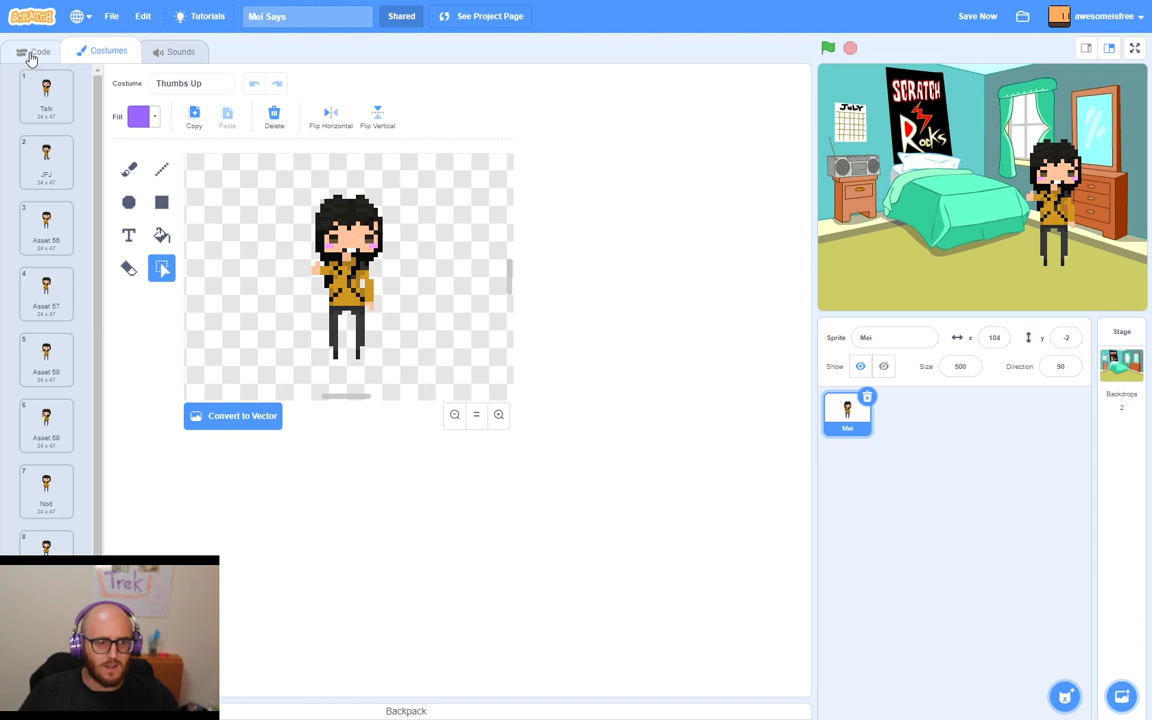 SCRATCH File Edit Tutorials Mei Says Shared See Project Page Save Now awesomeisfree
Code Costumes Sounds
1
Talk
24 x 47
2
JFJ
24 x 47
3
Asset 56
24 x 47
4
Asset 57
24 x 47
5
Asset 58
24 x 47
6
Asset 59
24 x 47
7
Nod
24 x 47
8
Costume Thumbs Up
Fill Copy Paste Delete Flip Horizontal Flip Vertical
T
Convert to Vector
JULY
SCRATCH
Rocks
Sprite Mei x 104 y -2
Show Size 500 Direction 90
Mei
Stage
Backdrops
2
Trek
Backpack